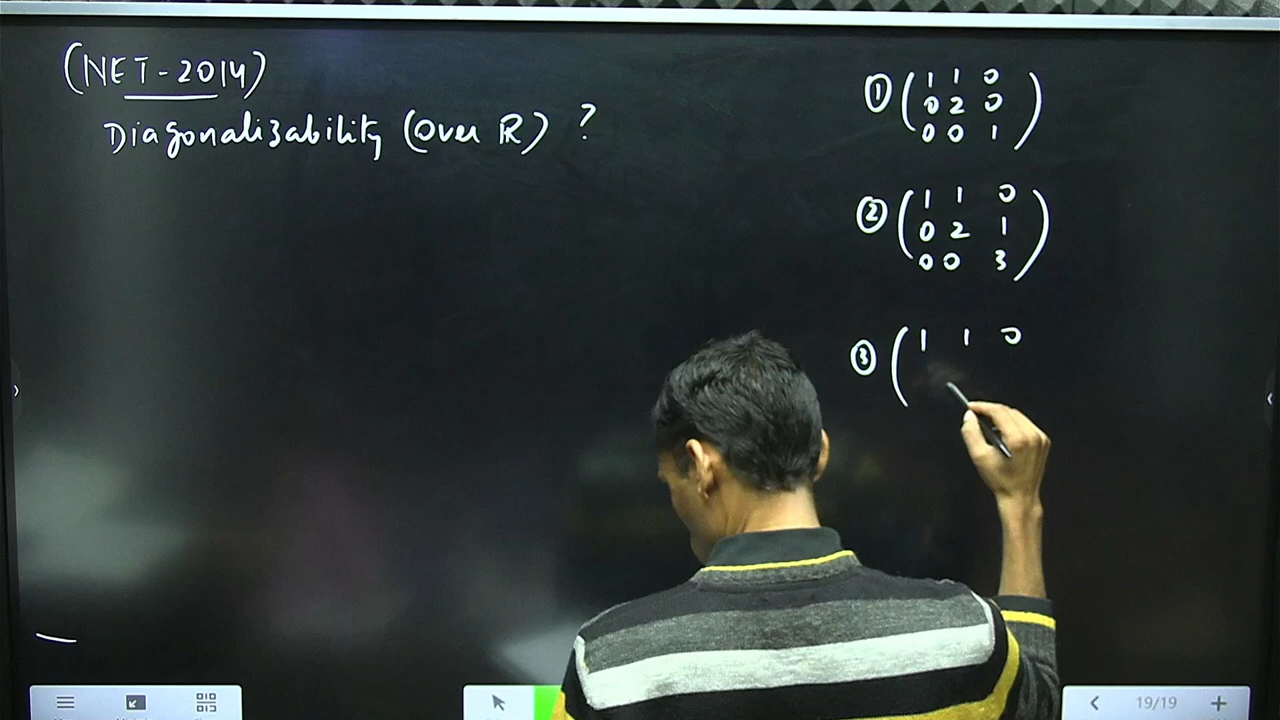 (NET-2014)
Diagonalizability (over ℝ) ?
① ( 1 1 0
0 2 0
0 0 1 )
② ( 1 1 0
0 2 1
0 0 3 )
③ ( 1 1 0
19/19